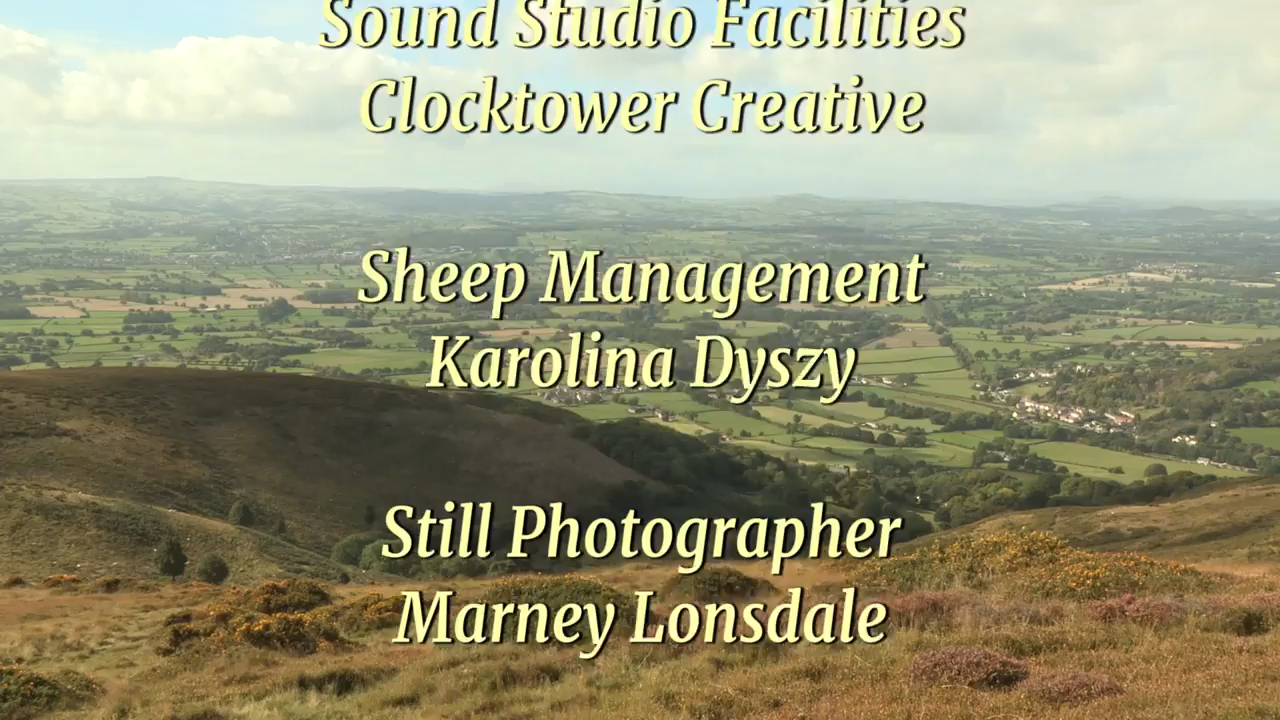 Sound Studio Facilities
Clocktower Creative
Sheep Management
Karolina Dyszy
Still Photographer
Marney Lonsdale